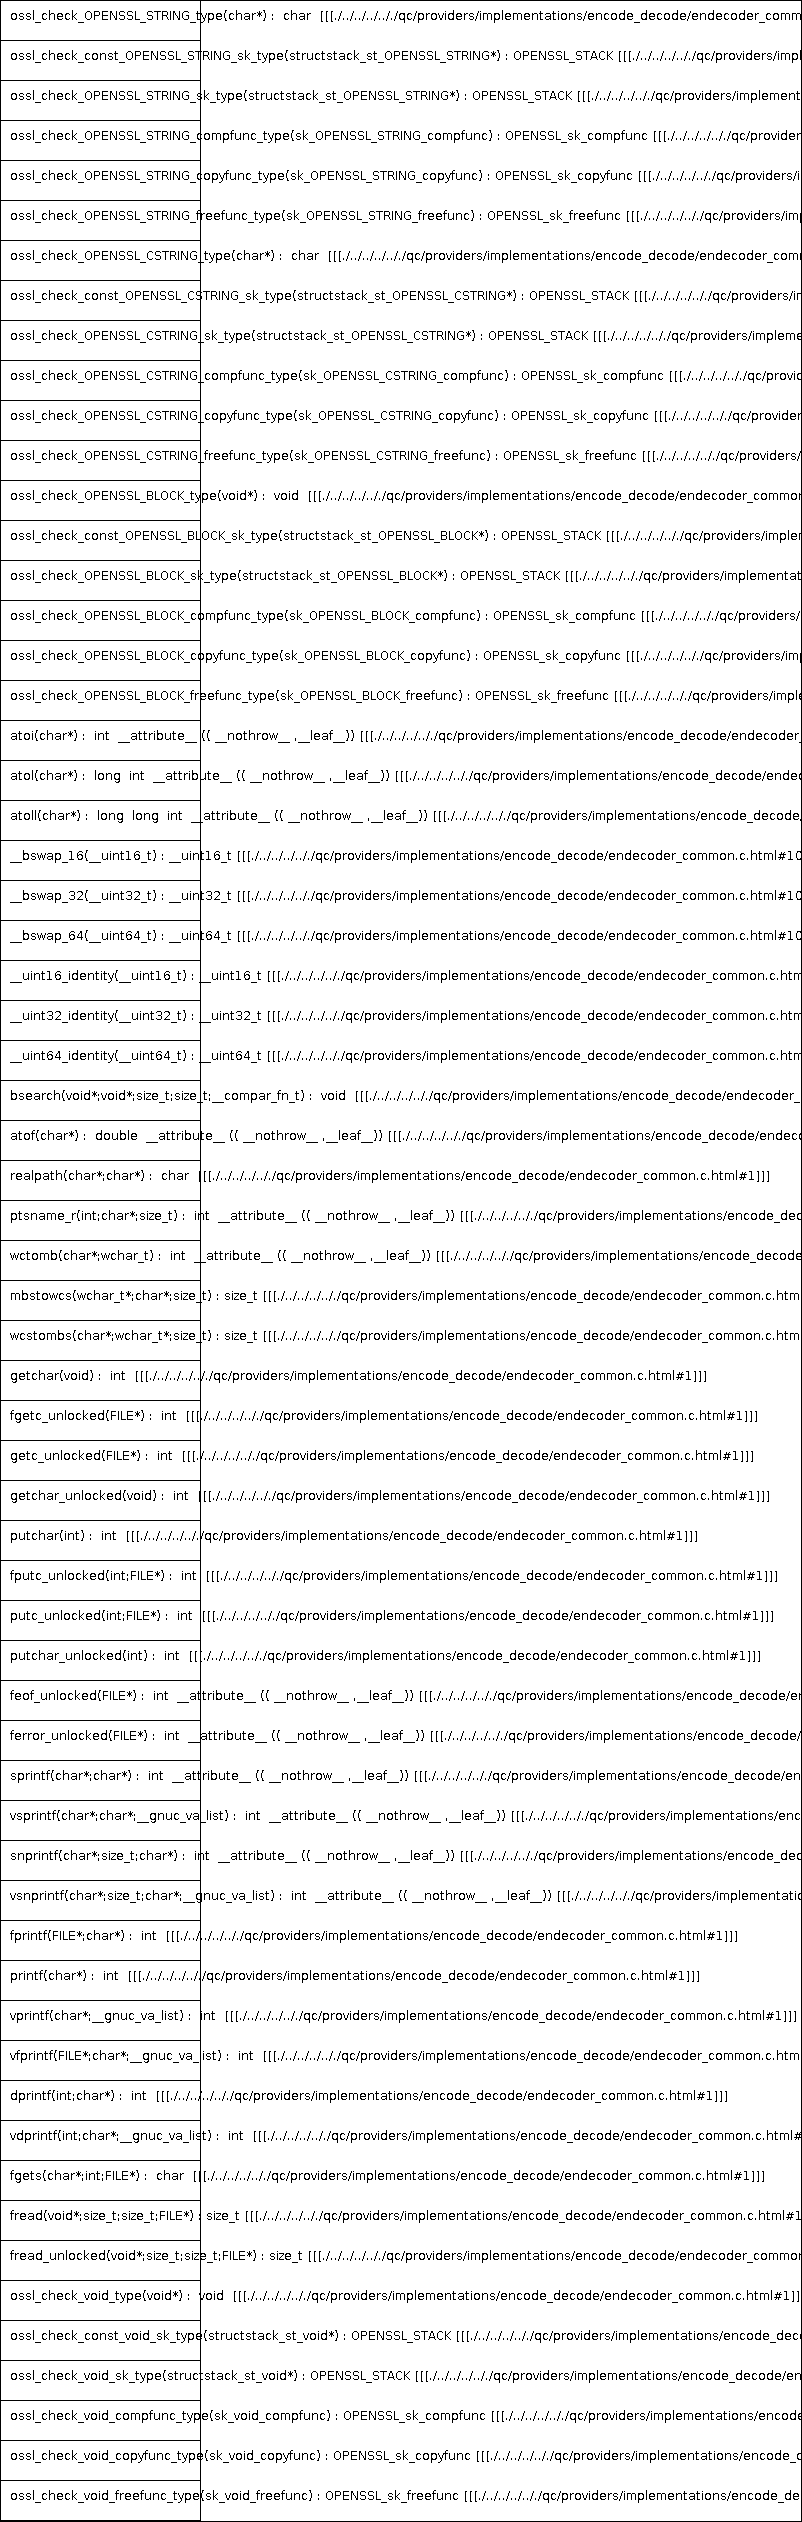 ossl_check_OPENSSL_STRING_type(char*) : char [[[./../../../../../qc/providers/implementations/encode_decode/endecoder_comm
ossl_check_const_OPENSSL_STRING_sk_type(structstack_st_OPENSSL_STRING*) : OPENSSL_STACK [[[./../../../../../qc/providers/impl
ossl_check_OPENSSL_STRING_sk_type(structstack_st_OPENSSL_STRING*) : OPENSSL_STACK [[[./../../../../../qc/providers/implement
ossl_check_OPENSSL_STRING_compfunc_type(sk_OPENSSL_STRING_compfunc) : OPENSSL_sk_compfunc [[[./../../../../../qc/provider
ossl_check_OPENSSL_STRING_copyfunc_type(sk_OPENSSL_STRING_copyfunc) : OPENSSL_sk_copyfunc [[[./../../../../../qc/providers/i
ossl_check_OPENSSL_STRING_freefunc_type(sk_OPENSSL_STRING_freefunc) : OPENSSL_sk_freefunc [[[./../../../../../qc/providers/im
ossl_check_OPENSSL_CSTRING_type(char*) : char [[[./../../../../../qc/providers/implementations/encode_decode/endecoder_com
ossl_check_const_OPENSSL_CSTRING_sk_type(structstack_st_OPENSSL_CSTRING*) : OPENSSL_STACK [[[./../../../../../qc/providers/i
ossl_check_OPENSSL_CSTRING_sk_type(structstack_st_OPENSSL_CSTRING*) : OPENSSL_STACK [[[./../../../../../qc/providers/impleme
ossl_check_OPENSSL_CSTRING_compfunc_type(sk_OPENSSL_CSTRING_compfunc) : OPENSSL_sk_compfunc [[[./../../../../../qc/provid
ossl_check_OPENSSL_CSTRING_copyfunc_type(sk_OPENSSL_CSTRING_copyfunc) : OPENSSL_sk_copyfunc [[[./../../../../../qc/provider
ossl_check_OPENSSL_CSTRING_freefunc_type(sk_OPENSSL_CSTRING_freefunc) : OPENSSL_sk_freefunc [[[./../../../../../qc/providers/
ossl_check_OPENSSL_BLOCK_type(void*) : void [[[./../../../../../qc/providers/implementations/encode_decode/endecoder_commo
ossl_check_const_OPENSSL_BLOCK_sk_type(structstack_st_OPENSSL_BLOCK*) : OPENSSL_STACK [[[./../../../../../qc/providers/imple
ossl_check_OPENSSL_BLOCK_sk_type(structstack_st_OPENSSL_BLOCK*) : OPENSSL_STACK [[[./../../../../../qc/providers/implementat
ossl_check_OPENSSL_BLOCK_compfunc_type(sk_OPENSSL_BLOCK_compfunc) : OPENSSL_sk_compfunc [[[./../../../../../qc/providers/
ossl_check_OPENSSL_BLOCK_copyfunc_type(sk_OPENSSL_BLOCK_copyfunc) : OPENSSL_sk_copyfunc [[[./../../../../../qc/providers/im
ossl_check_OPENSSL_BLOCK_freefunc_type(sk_OPENSSL_BLOCK_freefunc) : OPENSSL_sk_freefunc [[[./../../../../../qc/providers/imple
atoi(char*) : int __attribute__ (( __nothrow__ ,__leaf__)) [[[./../../../../../qc/providers/implementations/encode_decode/endecoder_
atol(char*) : long int __attribute__ (( __nothrow__ ,__leaf__)) [[[./../../../../../qc/providers/implementations/encode_decode/endec
atoll(char*) : long long int __attribute__ (( __nothrow__ ,__leaf__)) [[[./../../../../../qc/providers/implementations/encode_decode/
__bswap_16(__uint16_t) : __uint16_t [[[./../../../../../qc/providers/implementations/encode_decode/endecoder_common.c.html#10
__bswap_32(__uint32_t) : __uint32_t [[[./../../../../../qc/providers/implementations/encode_decode/endecoder_common.c.html#10
__bswap_64(__uint64_t) : __uint64_t [[[./../../../../../qc/providers/implementations/encode_decode/endecoder_common.c.html#10
__uint16_identity(__uint16_t) : __uint16_t [[[./../../../../../qc/providers/implementations/encode_decode/endecoder_common.c.htm
__uint32_identity(__uint32_t) : __uint32_t [[[./../../../../../qc/providers/implementations/encode_decode/endecoder_common.c.htm
__uint64_identity(__uint64_t) : __uint64_t [[[./../../../../../qc/providers/implementations/encode_decode/endecoder_common.c.htm
bsearch(void*;void*;size_t;size_t;__compar_fn_t) : void [[[./../../../../../qc/providers/implementations/encode_decode/endecoder_
atof(char*) : double __attribute__ (( __nothrow__ ,__leaf__)) [[[./../../../../../qc/providers/implementations/encode_decode/endeco
realpath(char*;char*) : char [[[./../../../../../qc/providers/implementations/encode_decode/endecoder_common.c.html#1]]]
ptsname_r(int;char*;size_t) : int __attribute__ (( __nothrow__ ,__leaf__)) [[[./../../../../../qc/providers/implementations/encode_dec
wctomb(char*;wchar_t) : int __attribute__ (( __nothrow__ ,__leaf__)) [[[./../../../../../qc/providers/implementations/encode_decode
mbstowcs(wchar_t*;char*;size_t) : size_t [[[./../../../../../qc/providers/implementations/encode_decode/endecoder_common.c.htm
wcstombs(char*;wchar_t*;size_t) : size_t [[[./../../../../../qc/providers/implementations/encode_decode/endecoder_common.c.htm
getchar(void) : int [[[./../../../../../qc/providers/implementations/encode_decode/endecoder_common.c.html#1]]]
fgetc_unlocked(FILE*) : int [[[./../../../../../qc/providers/implementations/encode_decode/endecoder_common.c.html#1]]]
getc_unlocked(FILE*) : int [[[./../../../../../qc/providers/implementations/encode_decode/endecoder_common.c.html#1]]]
getchar_unlocked(void) : int [[[./../../../../../qc/providers/implementations/encode_decode/endecoder_common.c.html#1]]]
putchar(int) : int [[[./../../../../../qc/providers/implementations/encode_decode/endecoder_common.c.html#1]]]
fputc_unlocked(int;FILE*) : int [[[./../../../../../qc/providers/implementations/encode_decode/endecoder_common.c.html#1]]]
putc_unlocked(int;FILE*) : int [[[./../../../../../qc/providers/implementations/encode_decode/endecoder_common.c.html#1]]]
putchar_unlocked(int) : int [[[./../../../../../qc/providers/implementations/encode_decode/endecoder_common.c.html#1]]]
feof_unlocked(FILE*) : int __attribute__ (( __nothrow__ ,__leaf__)) [[[./../../../../../qc/providers/implementations/encode_decode/e
ferror_unlocked(FILE*) : int __attribute__ (( __nothrow__ ,__leaf__)) [[[./../../../../../qc/providers/implementations/encode_decode/
sprintf(char*;char*) : int __attribute__ (( __nothrow__ ,__leaf__)) [[[./../../../../../qc/providers/implementations/encode_decode/en
vsprintf(char*;char*;__gnuc_va_list) : int __attribute__ (( __nothrow__ ,__leaf__)) [[[./../../../../../qc/providers/implementations/enc
snprintf(char*;size_t;char*) : int __attribute__ (( __nothrow__ ,__leaf__)) [[[./../../../../../qc/providers/implementations/encode_dec
vsnprintf(char*;size_t;char*;__gnuc_va_list) : int __attribute__ (( __nothrow__ ,__leaf__)) [[[./../../../../../qc/providers/implementatio
fprintf(FILE*;char*) : int [[[./../../../../../qc/providers/implementations/encode_decode/endecoder_common.c.html#1]]]
printf(char*) : int [[[./../../../../../qc/providers/implementations/encode_decode/endecoder_common.c.html#1]]]
vprintf(char*;__gnuc_va_list) : int [[[./../../../../../qc/providers/implementations/encode_decode/endecoder_common.c.html#1]]]
vfprintf(FILE*;char*;__gnuc_va_list) : int [[[./../../../../../qc/providers/implementations/encode_decode/endecoder_common.c.htm
dprintf(int;char*) : int [[[./../../../../../qc/providers/implementations/encode_decode/endecoder_common.c.html#1]]]
vdprintf(int;char*;__gnuc_va_list) : int [[[./../../../../../qc/providers/implementations/encode_decode/endecoder_common.c.html#
fgets(char*;int;FILE*) : char [[[./../../../../../qc/providers/implementations/encode_decode/endecoder_common.c.html#1]]]
fread(void*;size_t;size_t;FILE*) : size_t [[[./../../../../../qc/providers/implementations/encode_decode/endecoder_common.c.html#1
fread_unlocked(void*;size_t;size_t;FILE*) : size_t [[[./../../../../../qc/providers/implementations/encode_decode/endecoder_commo
ossl_check_void_type(void*) : void [[[./../../../../../qc/providers/implementations/encode_decode/endecoder_common.c.html#1]]
ossl_check_const_void_sk_type(structstack_st_void*) : OPENSSL_STACK [[[./../../../../../qc/providers/implementations/encode_dec
ossl_check_void_sk_type(structstack_st_void*) : OPENSSL_STACK [[[./../../../../../qc/providers/implementations/encode_decode/en
ossl_check_void_compfunc_type(sk_void_compfunc) : OPENSSL_sk_compfunc [[[./../../../../../qc/providers/implementations/encode
ossl_check_void_copyfunc_type(sk_void_copyfunc) : OPENSSL_sk_copyfunc [[[./../../../../../qc/providers/implementations/encode_d
ossl_check_void_freefunc_type(sk_void_freefunc) : OPENSSL_sk_freefunc [[[./../../../../../qc/providers/implementations/encode_de